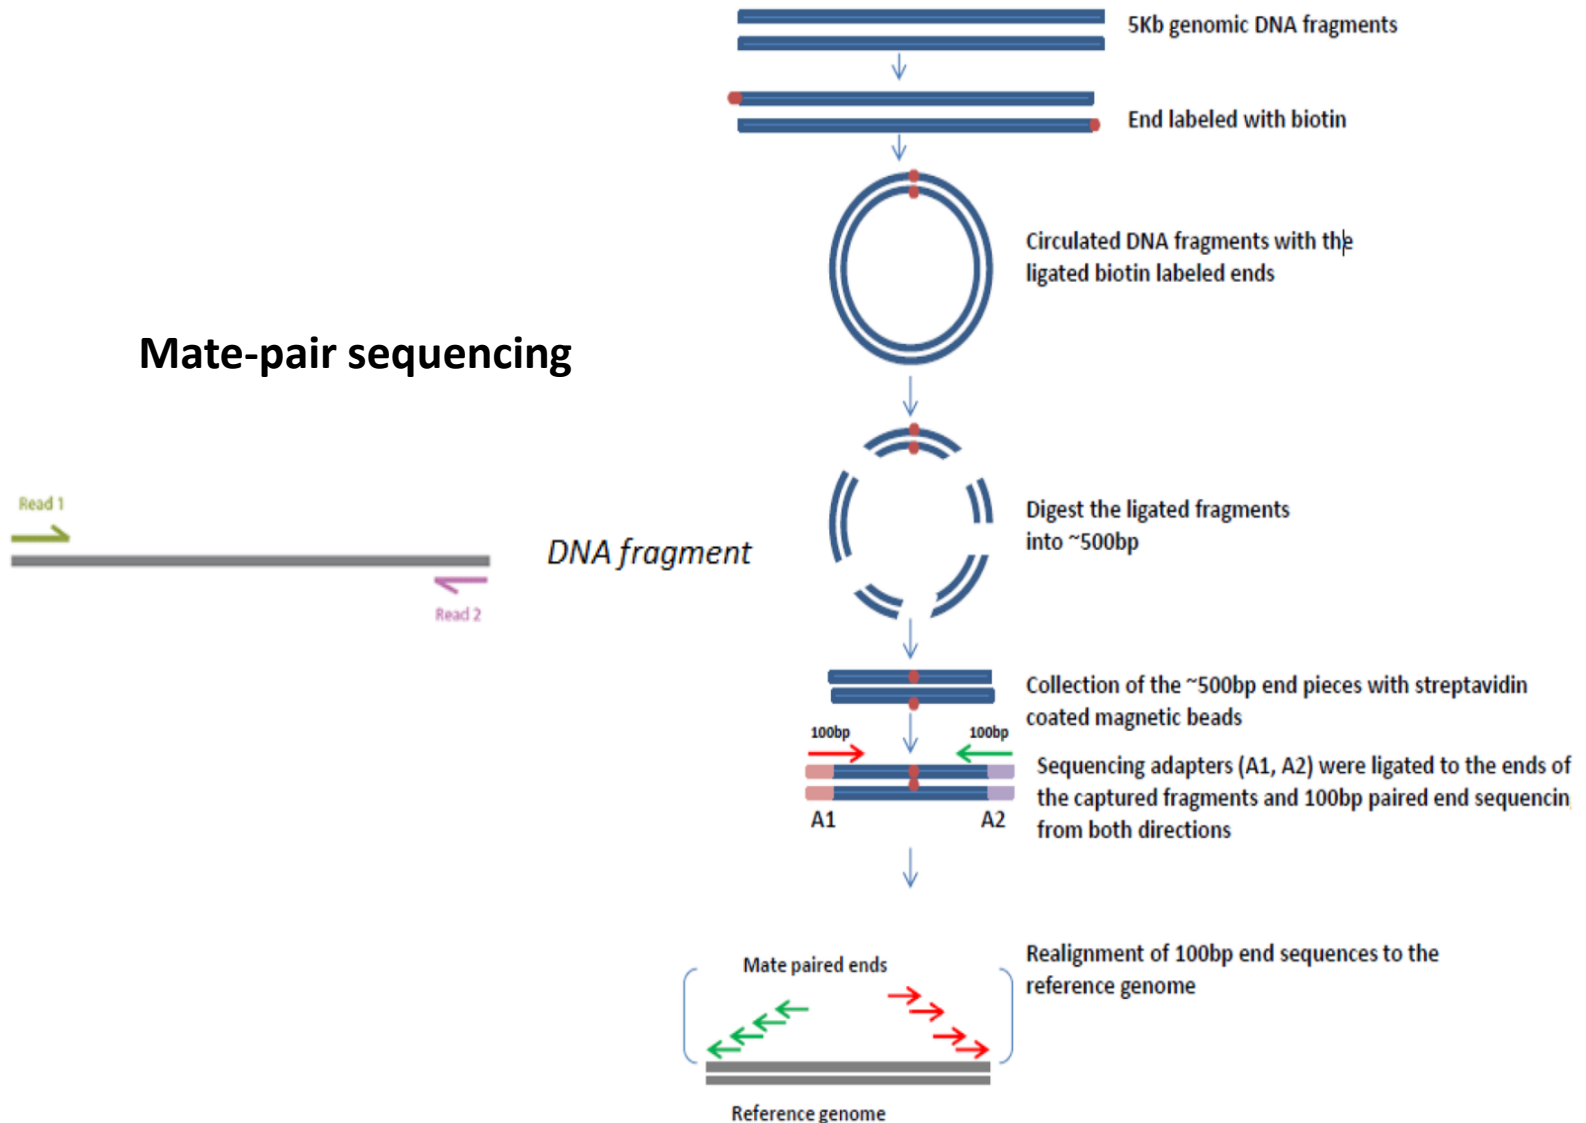 5Kb genomic DNA fragments
End labeled with biotin
Circulated DNA fragments with the
ligated biotin labeled ends
Mate-pair sequencing
Read 1
DNA fragment
Read 2
Digest the ligated fragments
into ~500bp
Collection of the ~500bp end pieces with streptavidin
coated magnetic beads
100bp
100bp
A1
A2
Sequencing adapters (A1, A2) were ligated to the ends of
the captured fragments and 100bp paired end sequencin
from both directions
Mate paired ends
Realignment of 100bp end sequences to the
reference genome
Reference genome